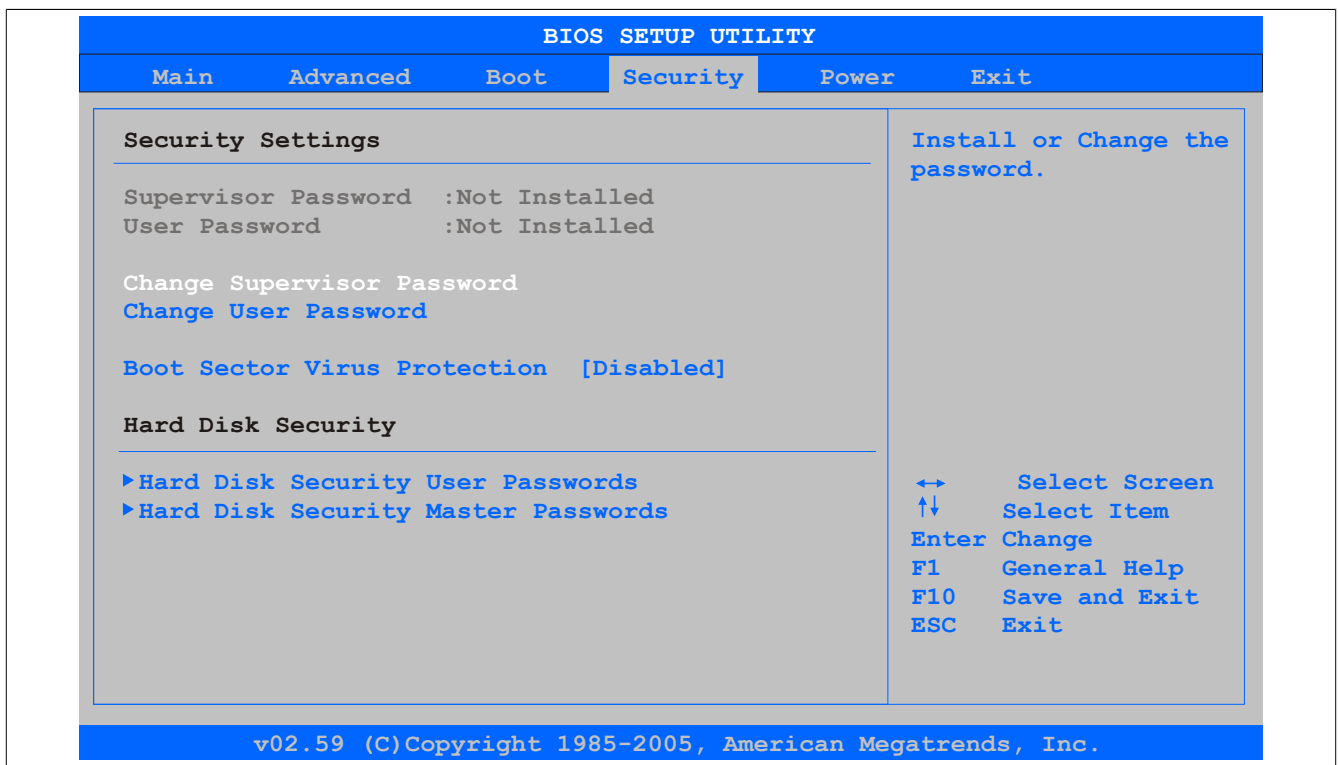 BIOS SETUP UTILITY
Main Advanced Boot Security Power Exit
Security Settings
Supervisor Password :Not Installed
User Password :Not Installed
Change Supervisor Password
Change User Password
Boot Sector Virus Protection [Disabled]
Hard Disk Security
Hard Disk Security User Passwords
Hard Disk Security Master Passwords
Install or Change the
password.
↔ Select Screen
↑↓ Select Item
Enter Change
F1 General Help
F10 Save and Exit
ESC Exit
v02.59 (C)Copyright 1985-2005, American Megatrends, Inc.